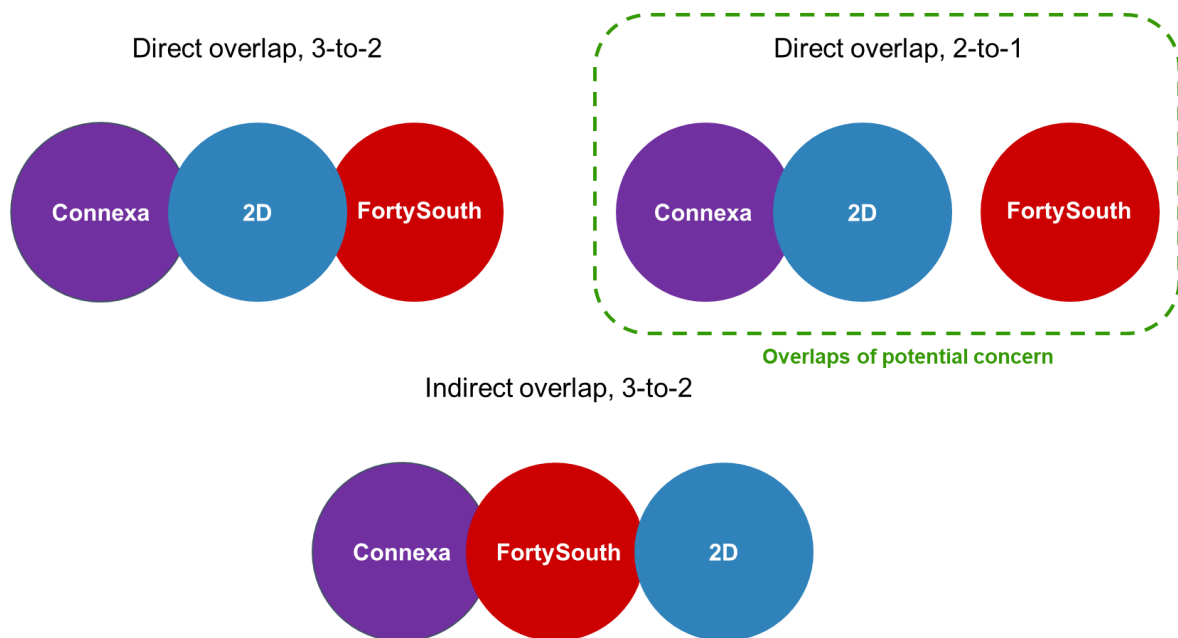 Direct overlap, 3-to-2
Connexa
2D
FortySouth
Direct overlap, 2-to-1
Connexa
2D
FortySouth
Overlaps of potential concern
Indirect overlap, 3-to-2
Connexa
FortySouth
2D